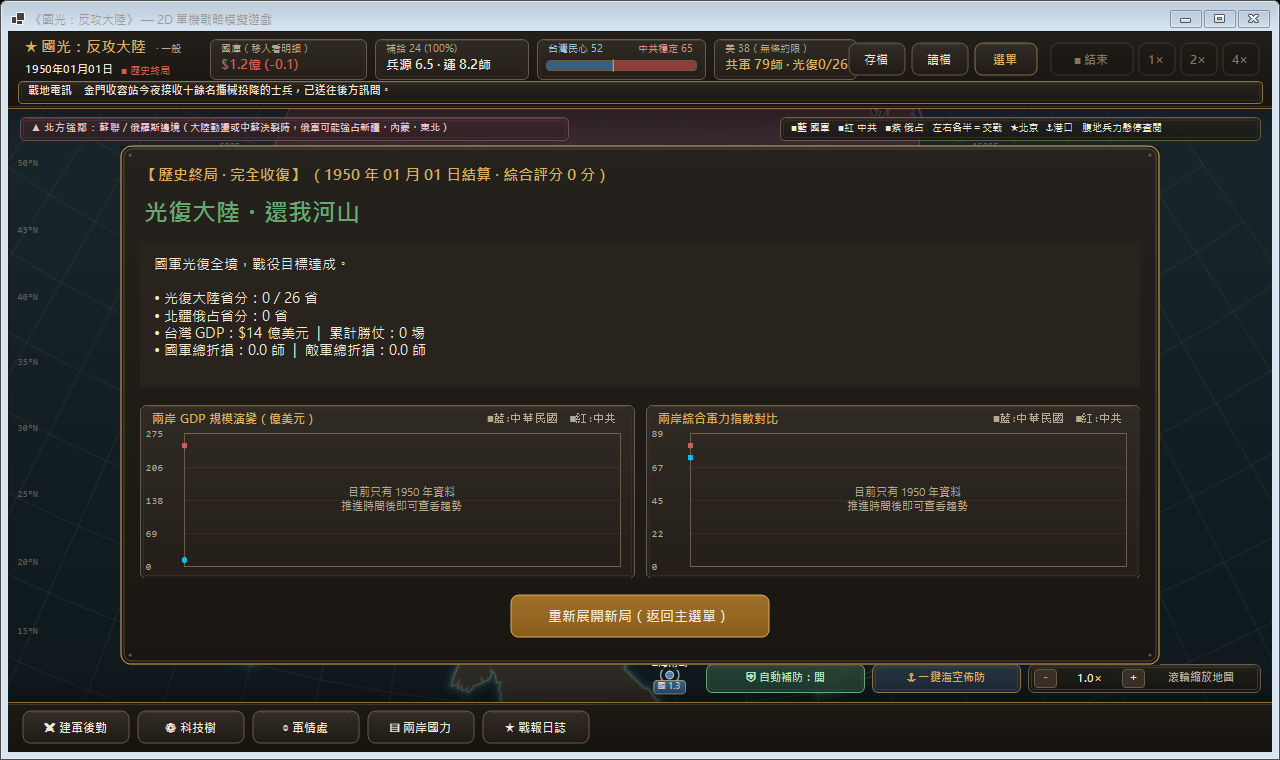 《國光：反攻大陸》 — 2D 單機戰略模擬遊戲
★ 國光：反攻大陸 · 一般
1950年01月01日 ■ 歷史終局
國庫（移入看明細）
$1.2億 (-0.1)
補給 24 (100%)
兵源 6.5 · 運 8.2師
台灣民心 52 中共穩定 65
美 38（無條約限）
共軍 79師 · 光復0/26
存檔
讀檔
選單
■ 結束
1×
2×
4×
戰地電訊 金門收容站今夜接收十餘名攜械投降的士兵，已送往後方訊問。
▲ 北方強鄰：蘇聯／俄羅斯邊境（大陸動盪或中蘇決裂時，俄軍可能強占新疆・內蒙・東北）
■藍 國軍 ■紅 中共 ■紫 俄占 左右各半＝交戰 ★北京 ⚓港口 腹地兵力懸停查閱
50°N
45°N
40°N
35°N
30°N
25°N
20°N
15°N
【歷史終局 · 完全收復】（1950 年 01 月 01 日結算 · 綜合評分 0 分）
光復大陸・還我河山
國軍光復全境，戰役目標達成。
• 光復大陸省分：0 / 26 省
• 北疆俄占省分：0 省
• 台灣 GDP：$14 億美元 ｜ 累計勝仗：0 場
• 國軍總折損：0.0 師 ｜ 敵軍總折損：0.0 師
兩岸 GDP 規模演變（億美元） ■藍:中華民國 ■紅:中共
275
206
138
69
0
目前只有 1950 年資料
推進時間後即可查看趨勢
兩岸綜合軍力指數對比 ■藍:中華民國 ■紅:中共
89
67
45
22
0
目前只有 1950 年資料
推進時間後即可查看趨勢
重新展開新局（返回主選單）
國 1.3
自動補防：開
⚓一鍵海空佈防
- 1.0× + 滾輪縮放地圖
建軍後勤
科技樹
軍情處
兩岸國力
★ 戰報日誌